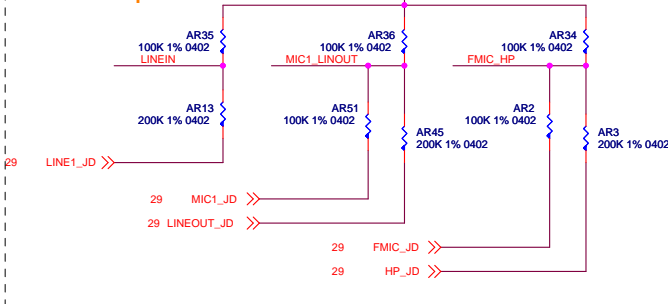 AR35
100K 1% 0402
AR36
100K 1% 0402
AR34
100K 1% 0402
LINEIN
MIC1_LINOUT
FMIC_HP
AR13
200K 1% 0402
AR51
100K 1% 0402
AR45
200K 1% 0402
AR2
100K 1% 0402
AR3
200K 1% 0402
29 LINE1_JD
29 MIC1_JD
29 LINEOUT_JD
29 FMIC_JD
29 HP_JD